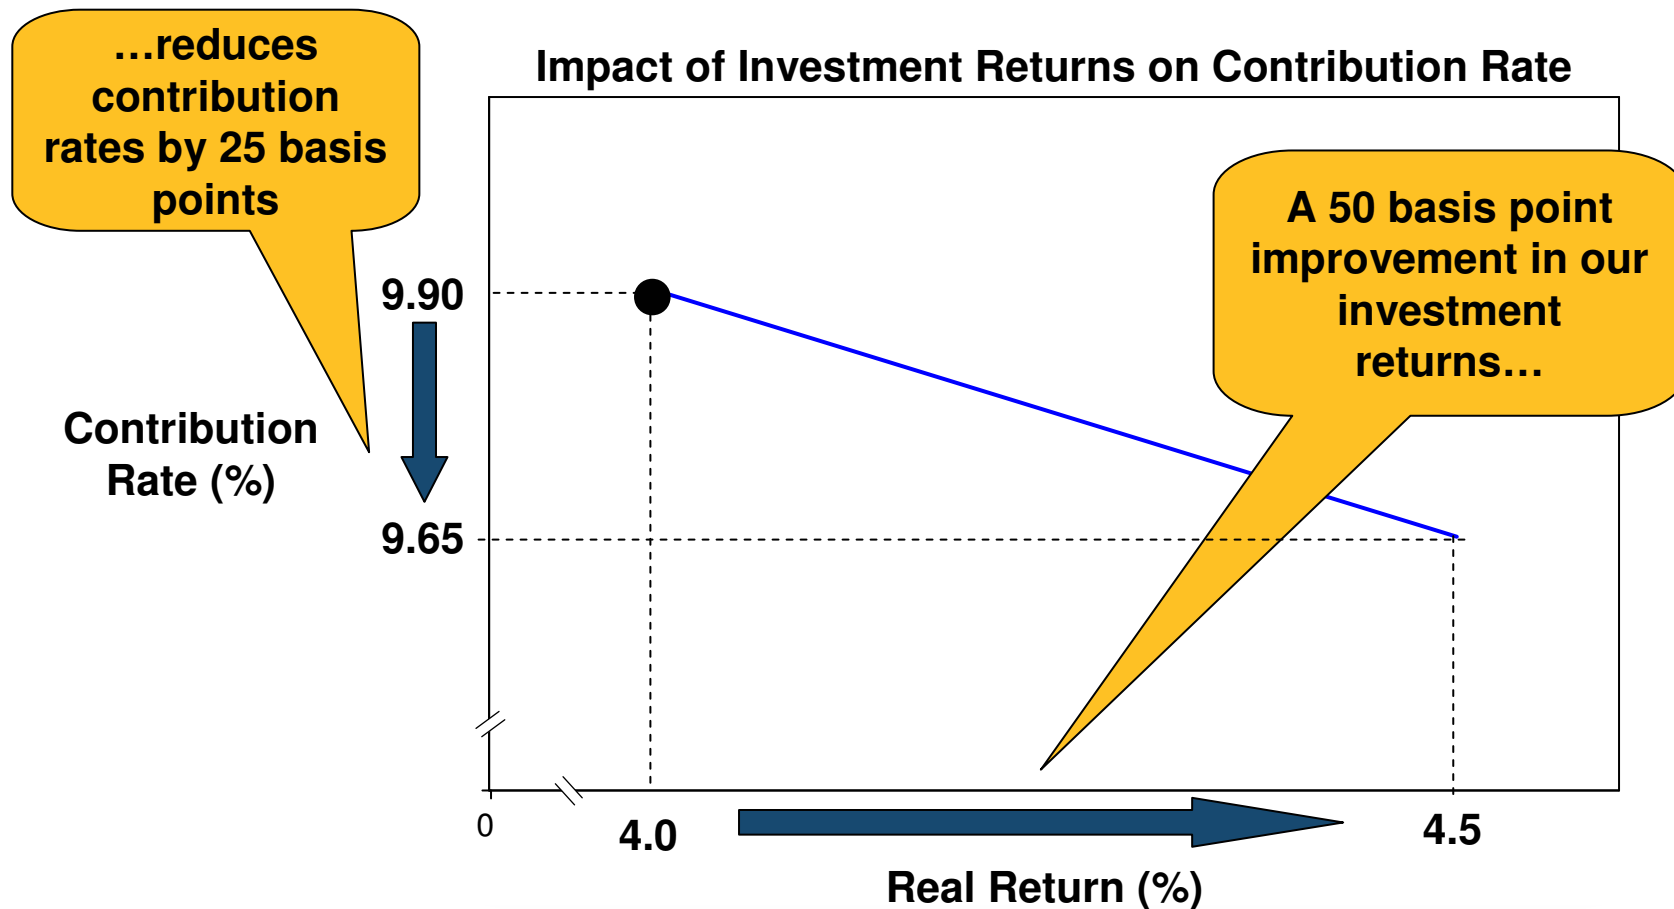 …reduces
contribution
rates by 25 basis
points
Impact of Investment Returns on Contribution Rate
A 50 basis point
improvement in our
investment
returns…
9.90
Contribution
Rate (%)
9.65
0
4.0
4.5
Real Return (%)